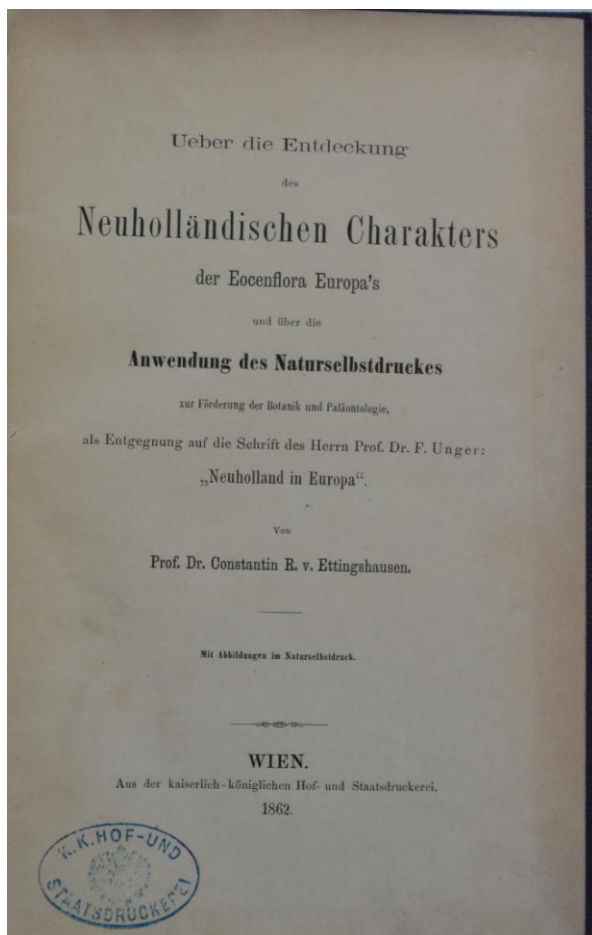 Ueber die Entdeckung
des
Neuholländischen Charakters
der Eocenflora Europa's
und über die
Anwendung des Naturselbstdruckes
zur Förderung der Botanik und Paläontologie,
als Entgegnung auf die Schrift des Herrn Prof. Dr. F. Unger:
„Neuholland in Europa“.
Von
Prof. Dr. Constantin R. v. Ettingshausen.
Mit Abbildungen im Naturselbstdruck.
WIEN.
Aus der kaiserlich-königlichen Hof- und Staatsdruckerei.
1862.
K.K.HOF-UND
STAATSDRUCKEREI